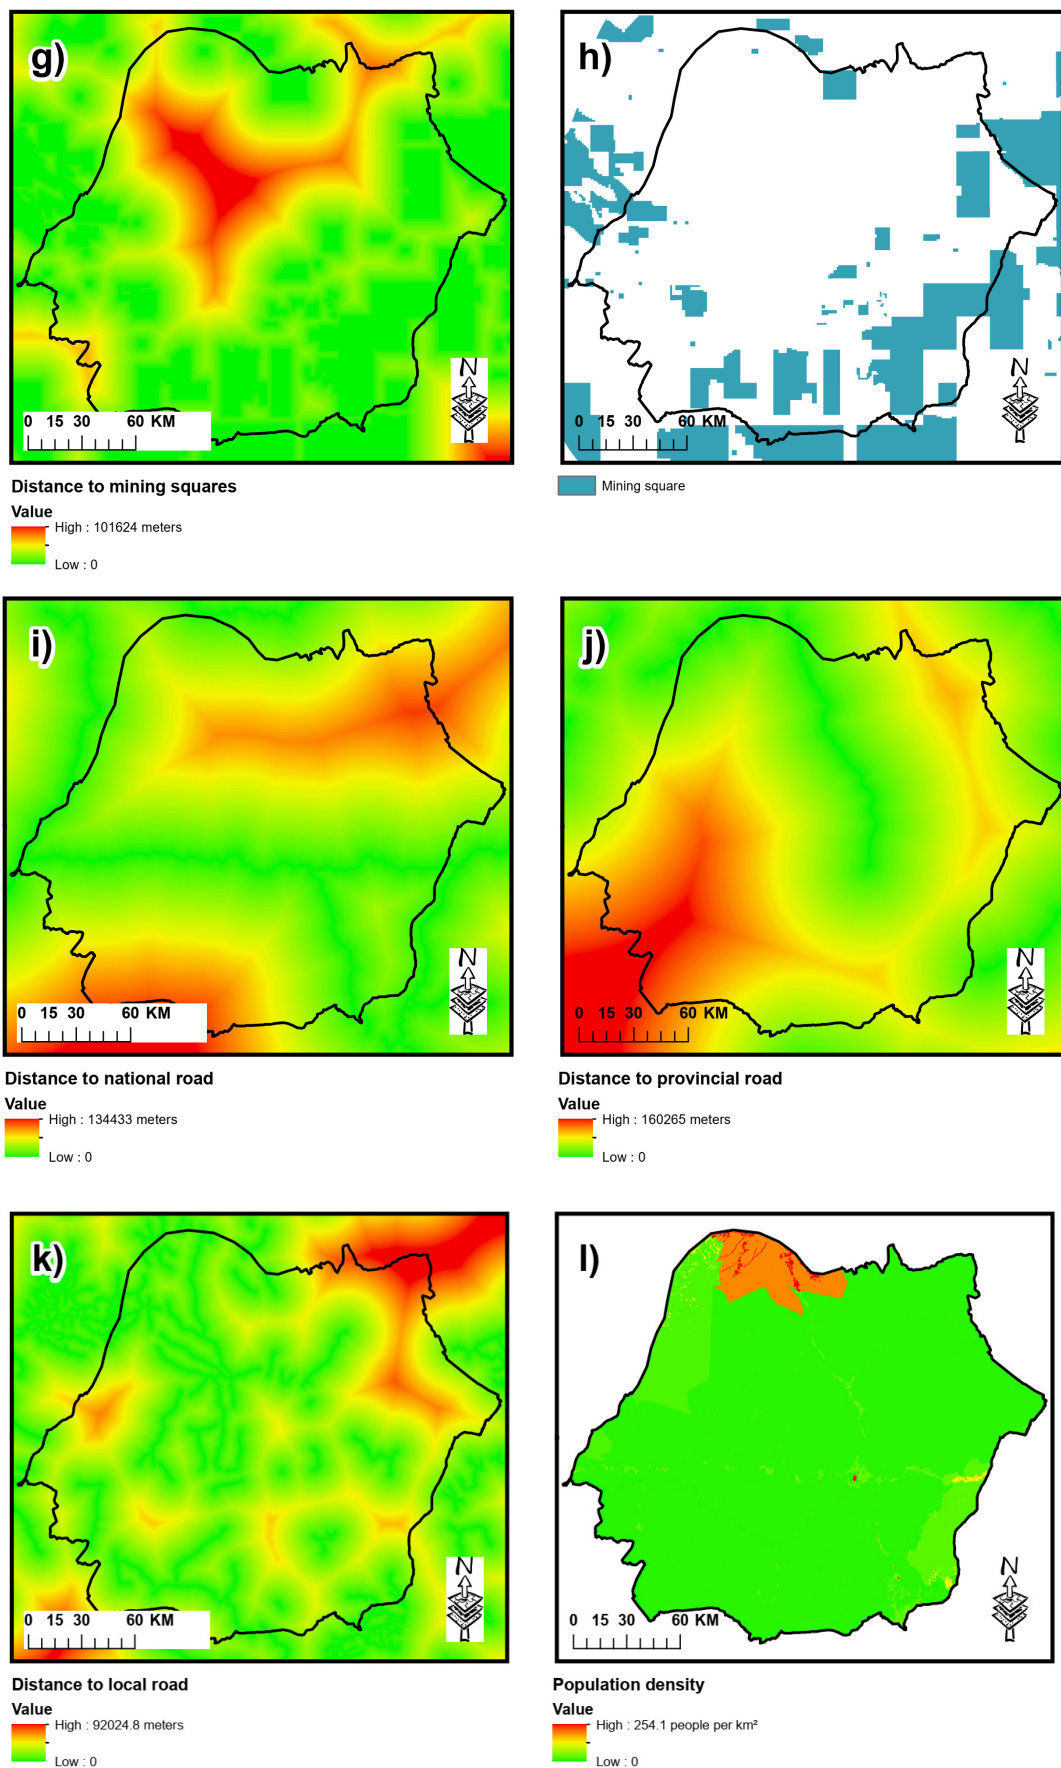 g)
N
0 15 30 60 KM
Distance to mining squares
Value
High : 101624 meters
Low : 0
h)
N
0 15 30 60 KM
Mining square
i)
N
0 15 30 60 KM
Distance to national road
Value
High : 134433 meters
Low : 0
j)
N
0 15 30 60 KM
Distance to provincial road
Value
High : 160265 meters
Low : 0
k)
N
0 15 30 60 KM
Distance to local road
Value
High : 92024.8 meters
Low : 0
l)
N
0 15 30 60 KM
Population density
Value
High : 254.1 people per km²
Low : 0